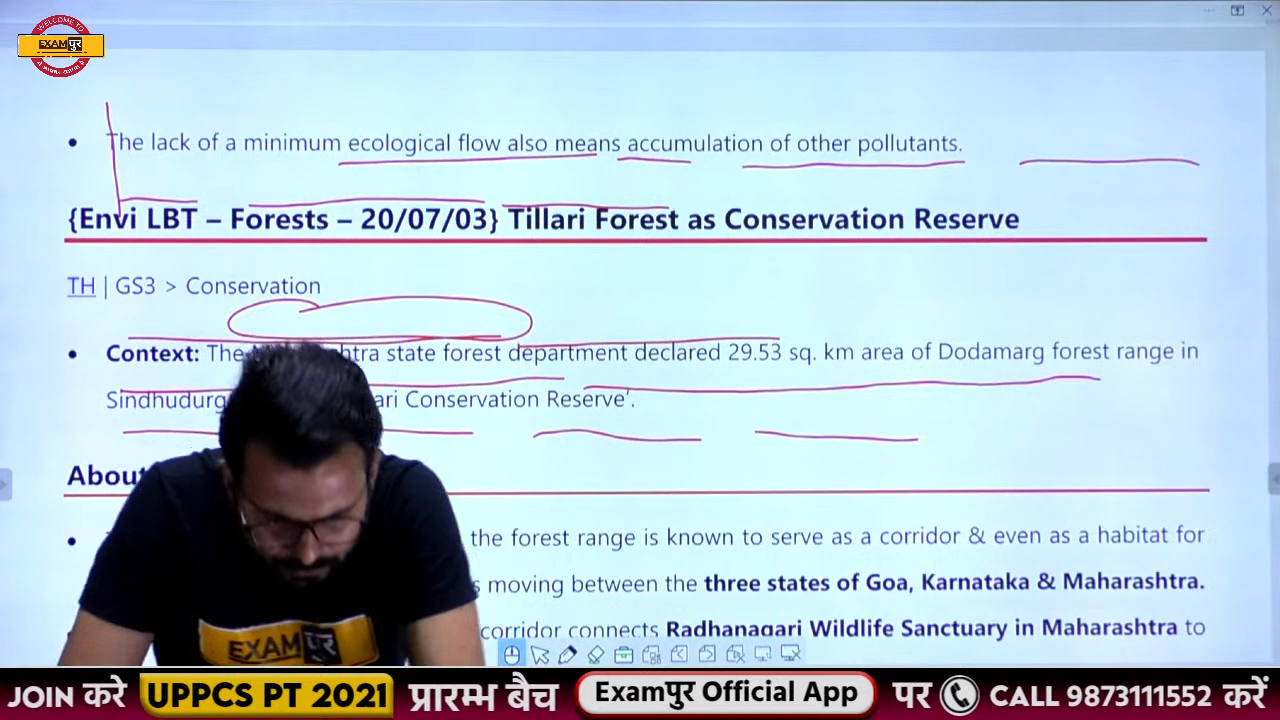 WELCOME TO
EXAMपुर
• The lack of a minimum ecological flow also means accumulation of other pollutants.
{Envi LBT – Forests – 20/07/03} Tillari Forest as Conservation Reserve
TH | GS3 > Conservation
• Context: The htra state forest department declared 29.53 sq. km area of Dodamarg forest range in
Sindhudurg ari Conservation Reserve’.
About
• the forest range is known to serve as a corridor & even as a habitat for
s moving between the three states of Goa, Karnataka & Maharashtra.
corridor connects Radhanagari Wildlife Sanctuary in Maharashtra to
EXAMपुर
JOIN करे UPPCS PT 2021 प्रारम्भ बैच Examपुर Official App पर CALL 9873111552 करें